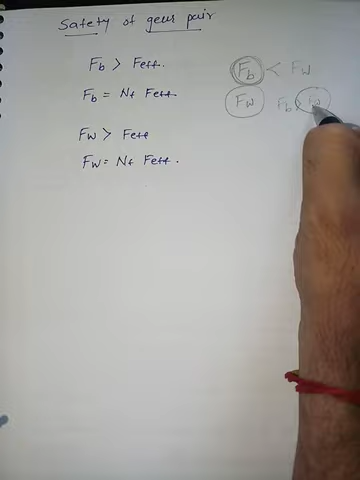 Safety of gear pair
Fb > Feff.
Fb = Nf Feff.
Fw > Feff
Fw = Nf Feff.
Fb < Fw
Fw Fb > Fw